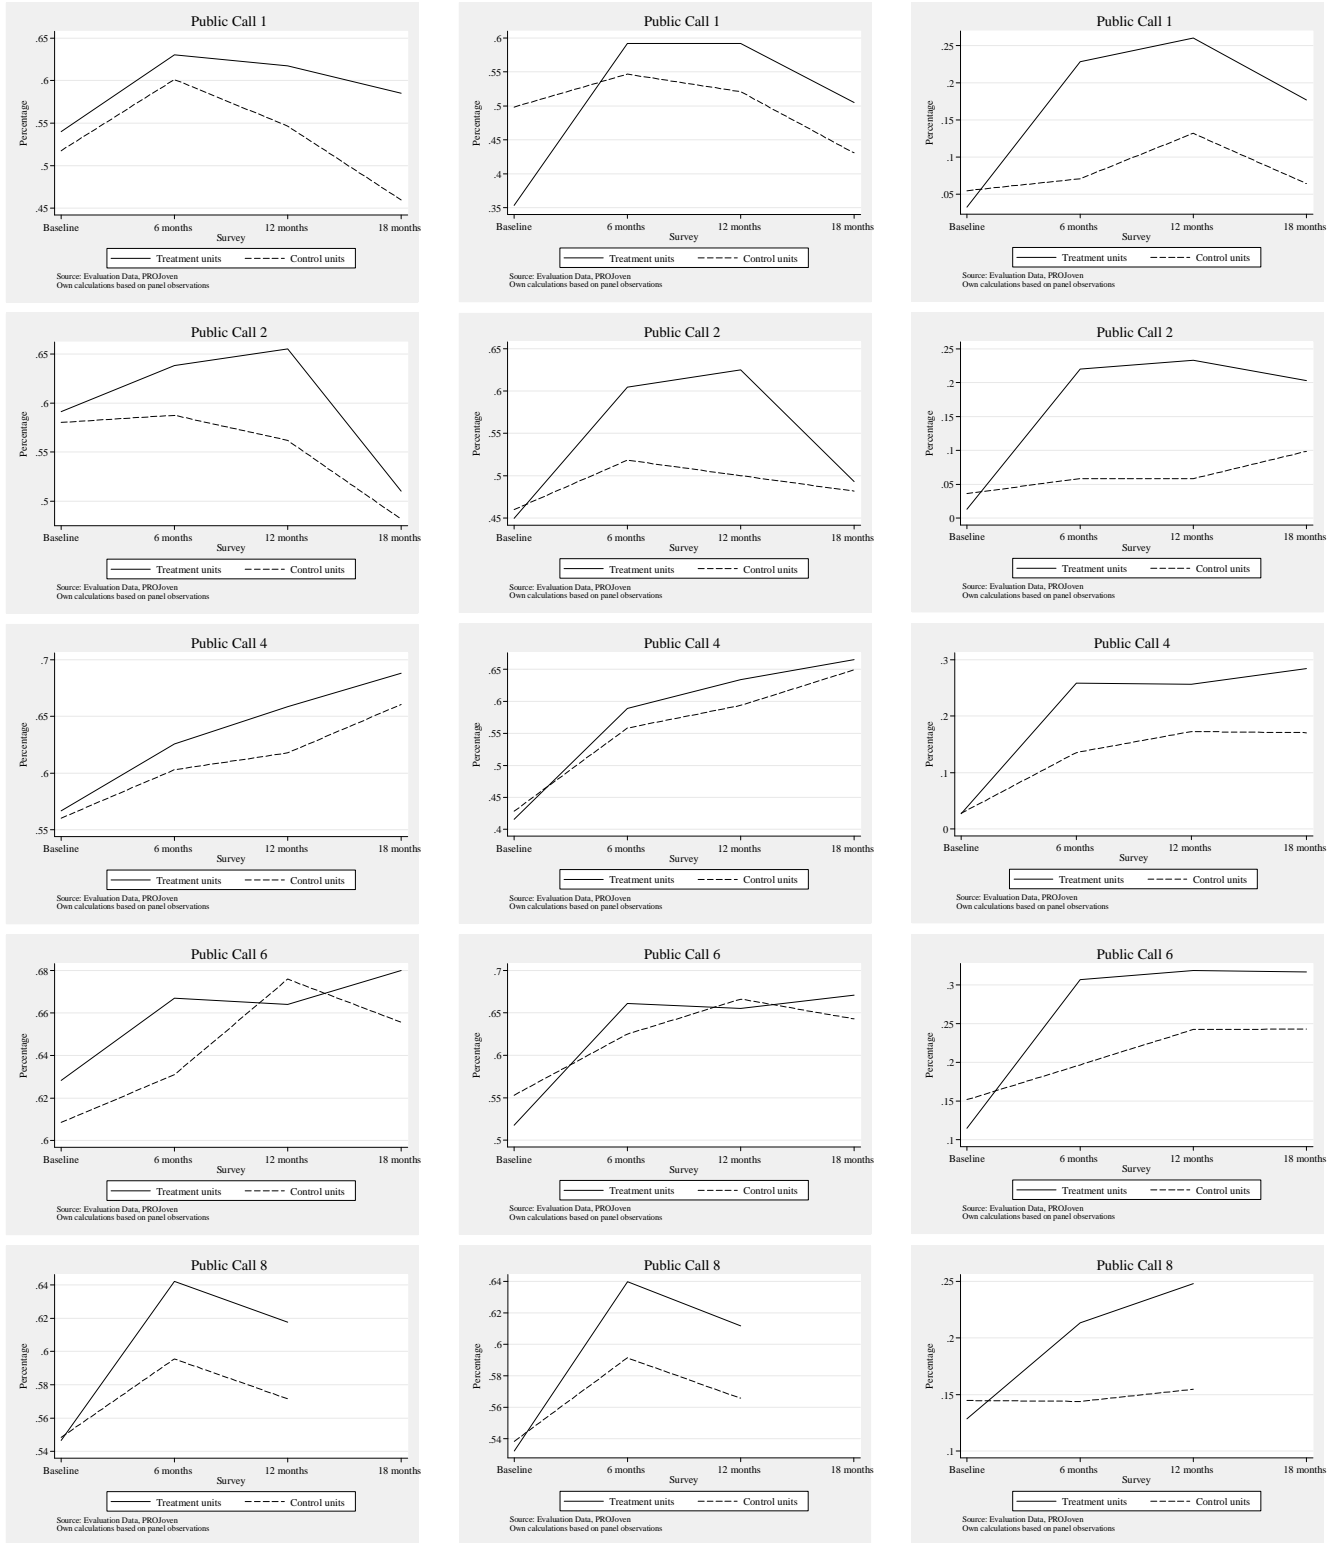 Public Call 1
.65
.6
.55
.5
.45
Percentage
Baseline 6 months 12 months 18 months
Survey
Treatment units Control units
Source: Evaluation Data, PROJoven
Own calculations based on panel observations
Public Call 1
.6
.55
.5
.45
.4
.35
Percentage
Baseline 6 months 12 months 18 months
Survey
Treatment units Control units
Source: Evaluation Data, PROJoven
Own calculations based on panel observations
Public Call 1
.25
.2
.15
.1
.05
Percentage
Baseline 6 months 12 months 18 months
Survey
Treatment units Control units
Source: Evaluation Data, PROJoven
Own calculations based on panel observations
Public Call 2
.65
.6
.55
.5
Percentage
Baseline 6 months 12 months 18 months
Survey
Treatment units Control units
Source: Evaluation Data, PROJoven
Own calculations based on panel observations
Public Call 2
.65
.6
.55
.5
.45
Percentage
Baseline 6 months 12 months 18 months
Survey
Treatment units Control units
Source: Evaluation Data, PROJoven
Own calculations based on panel observations
Public Call 2
.25
.2
.15
.1
.05
0
Percentage
Baseline 6 months 12 months 18 months
Survey
Treatment units Control units
Source: Evaluation Data, PROJoven
Own calculations based on panel observations
Public Call 4
.7
.65
.6
.55
Percentage
Baseline 6 months 12 months 18 months
Survey
Treatment units Control units
Source: Evaluation Data, PROJoven
Own calculations based on panel observations
Public Call 4
.65
.6
.55
.5
.45
.4
Percentage
Baseline 6 months 12 months 18 months
Survey
Treatment units Control units
Source: Evaluation Data, PROJoven
Own calculations based on panel observations
Public Call 4
.3
.2
.1
0
Percentage
Baseline 6 months 12 months 18 months
Survey
Treatment units Control units
Source: Evaluation Data, PROJoven
Own calculations based on panel observations
Public Call 6
.68
.66
.64
.62
.6
Percentage
Baseline 6 months 12 months 18 months
Survey
Treatment units Control units
Source: Evaluation Data, PROJoven
Own calculations based on panel observations
Public Call 6
.7
.65
.6
.55
.5
Percentage
Baseline 6 months 12 months 18 months
Survey
Treatment units Control units
Source: Evaluation Data, PROJoven
Own calculations based on panel observations
Public Call 6
.3
.25
.2
.15
.1
Percentage
Baseline 6 months 12 months 18 months
Survey
Treatment units Control units
Source: Evaluation Data, PROJoven
Own calculations based on panel observations
Public Call 8
.64
.62
.6
.58
.56
.54
Percentage
Baseline 6 months 12 months 18 months
Survey
Treatment units Control units
Source: Evaluation Data, PROJoven
Own calculations based on panel observations
Public Call 8
.64
.62
.6
.58
.56
.54
Percentage
Baseline 6 months 12 months 18 months
Survey
Treatment units Control units
Source: Evaluation Data, PROJoven
Own calculations based on panel observations
Public Call 8
.25
.2
.15
.1
Percentage
Baseline 6 months 12 months 18 months
Survey
Treatment units Control units
Source: Evaluation Data, PROJoven
Own calculations based on panel observations